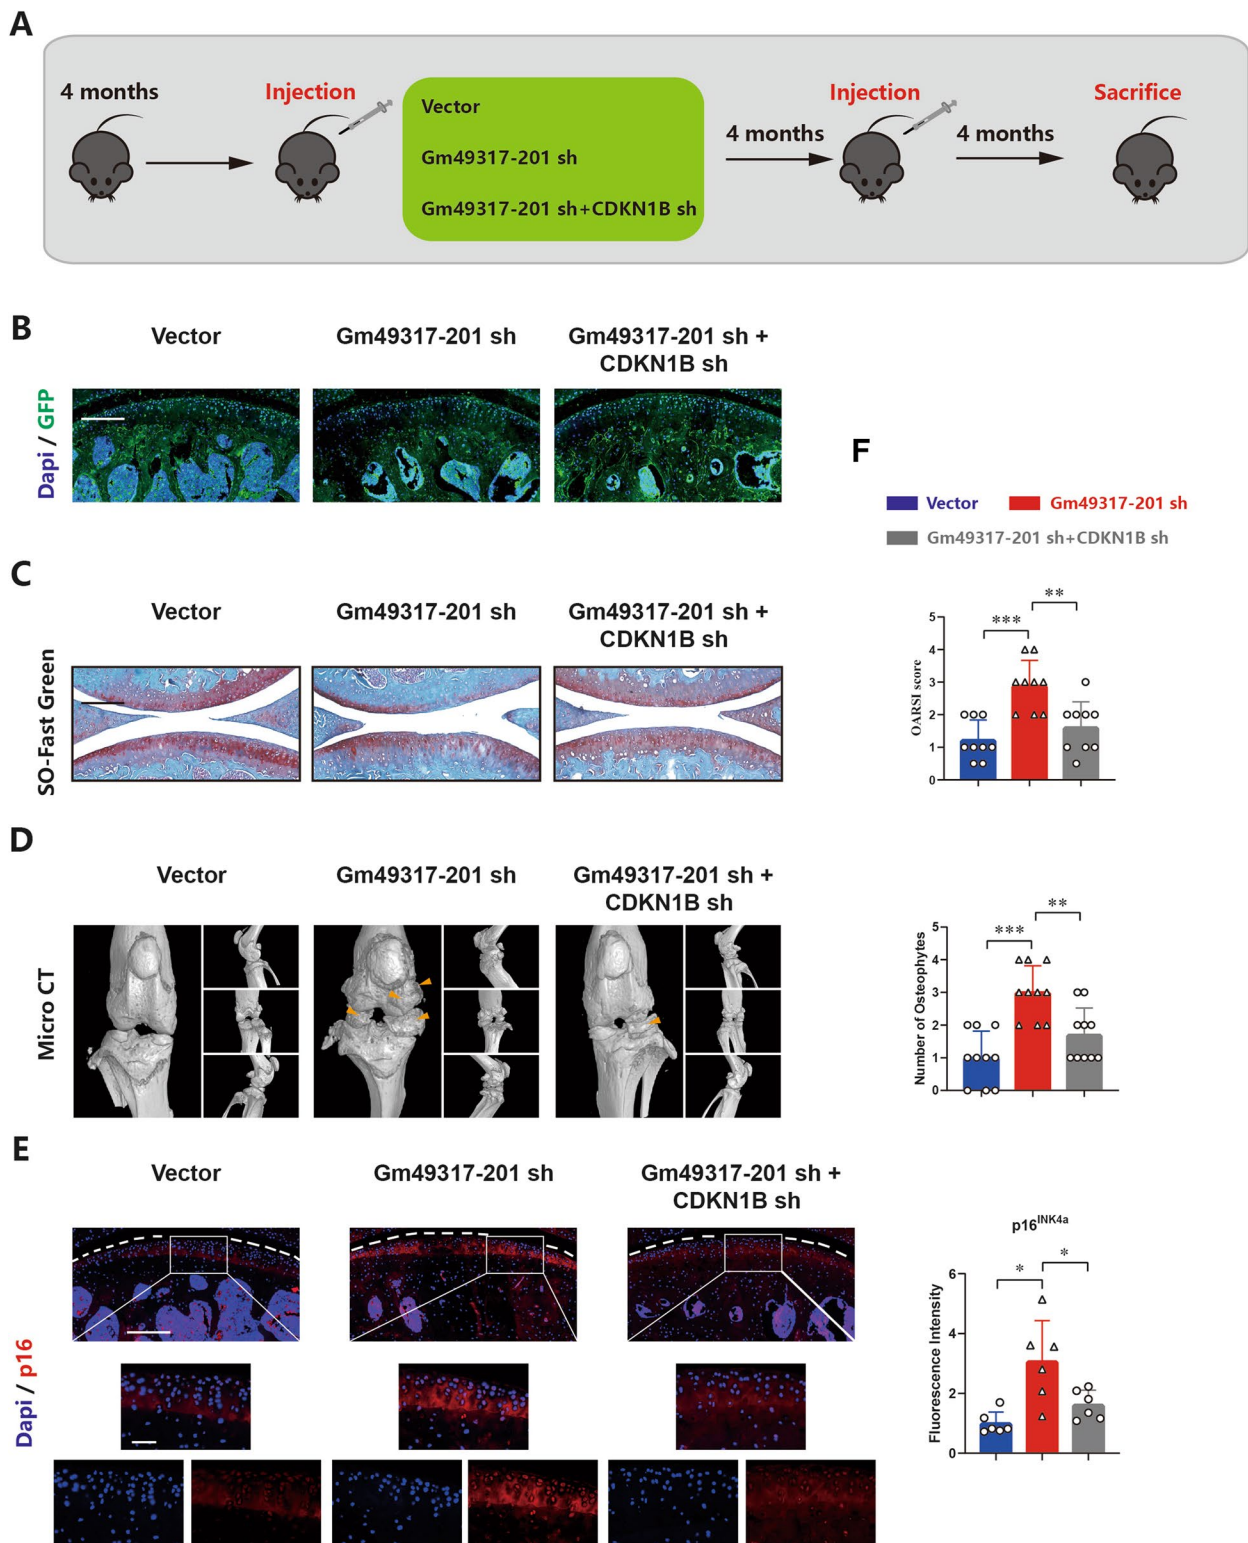 A
4 months
Injection
Vector
Gm49317-201 sh
Gm49317-201 sh+CDKN1B sh
4 months
Injection
4 months
Sacrifice
B
Vector
Gm49317-201 sh
Gm49317-201 sh +
CDKN1B sh
Dapi / GFP
C
Vector
Gm49317-201 sh
Gm49317-201 sh +
CDKN1B sh
SO-Fast Green
D
Vector
Gm49317-201 sh
Gm49317-201 sh +
CDKN1B sh
Micro CT
E
Vector
Gm49317-201 sh
Gm49317-201 sh +
CDKN1B sh
Dapi / p16
F
Vector
Gm49317-201 sh
Gm49317-201 sh+CDKN1B sh
OARSI score
5
4
3
2
1
0
***
**
Number of Osteophytes
5
4
3
2
1
0
***
**
p16INK4a
Fluorescence Intensity
6
4
2
0
*
*